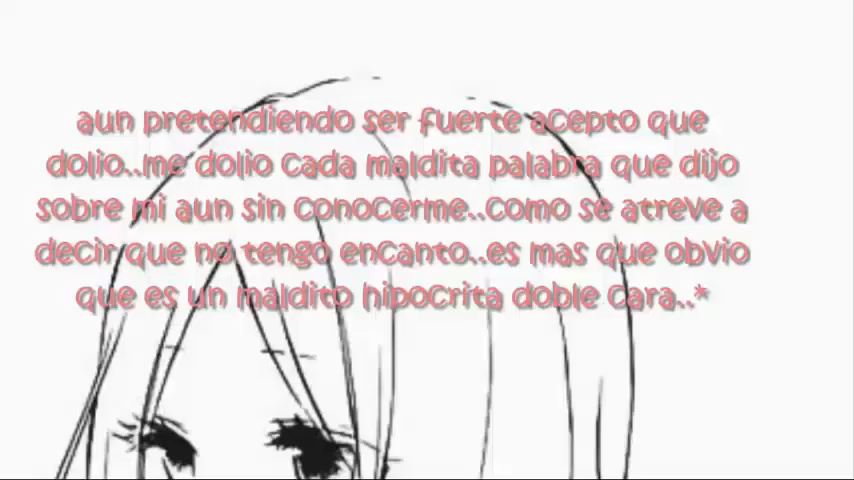 aun pretendiendo ser fuerte acepto que
dolio..me dolio cada maldita palabra que dijo
sobre mi aun sin conocerme..como se atreve a
decir que no tengo encanto..es mas que obvio
que es un maldito hipocrita doble cara..*